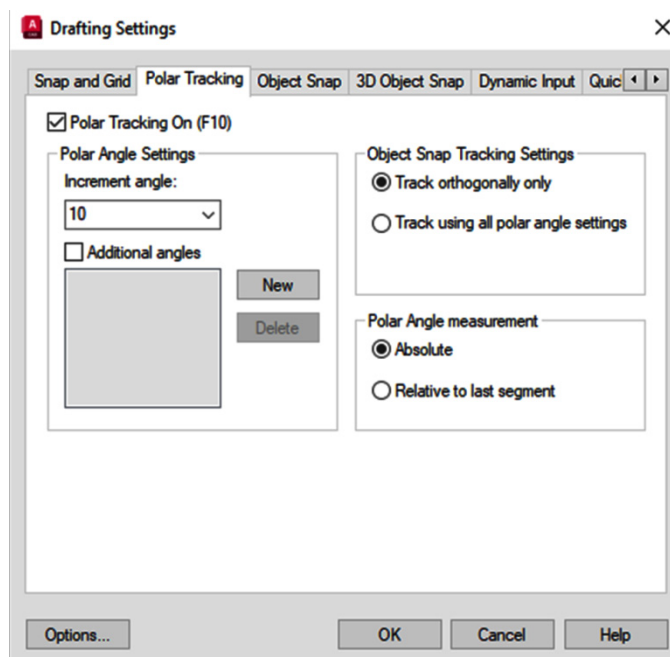 Drafting Settings
Snap and Grid Polar Tracking Object Snap 3D Object Snap Dynamic Input Quic
Polar Tracking On (F10)
Polar Angle Settings
Increment angle:
10
Additional angles
New
Delete
Object Snap Tracking Settings
Track orthogonally only
Track using all polar angle settings
Polar Angle measurement
Absolute
Relative to last segment
Options... OK Cancel Help